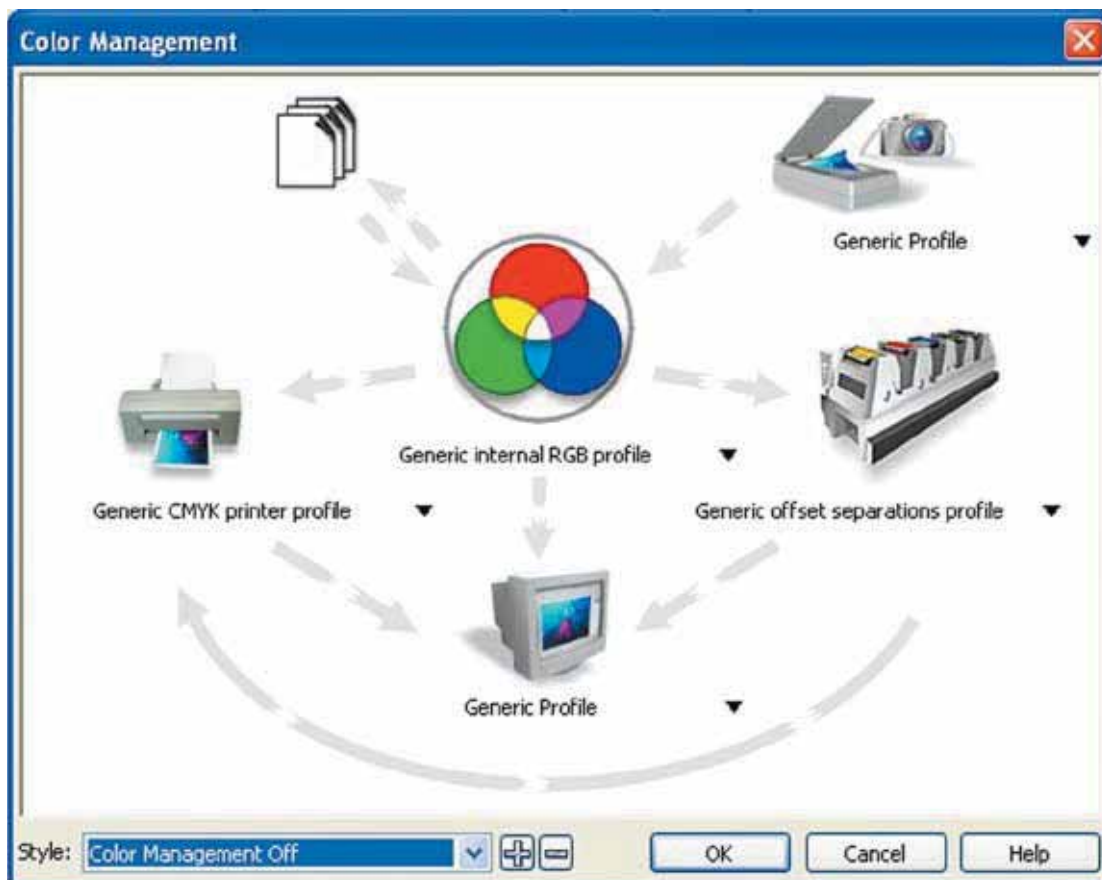 Color Management
Generic Profile
Generic internal RGB profile
Generic CMYK printer profile
Generic offset separations profile
Generic Profile
Style: Color Management Off
OK
Cancel
Help